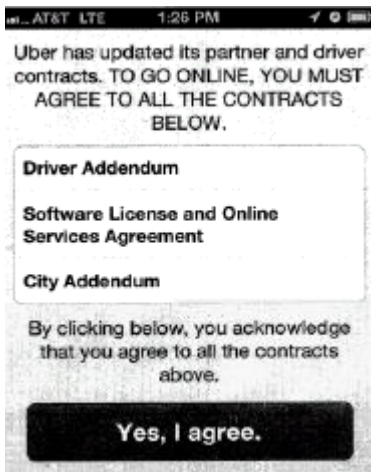 AT&T LTE 1:26 PM
Uber has updated its partner and driver
contracts. TO GO ONLINE, YOU MUST
AGREE TO ALL THE CONTRACTS
BELOW.
Driver Addendum
Software License and Online
Services Agreement
City Addendum
By clicking below, you acknowledge
that you agree to all the contracts
above.
Yes, I agree.